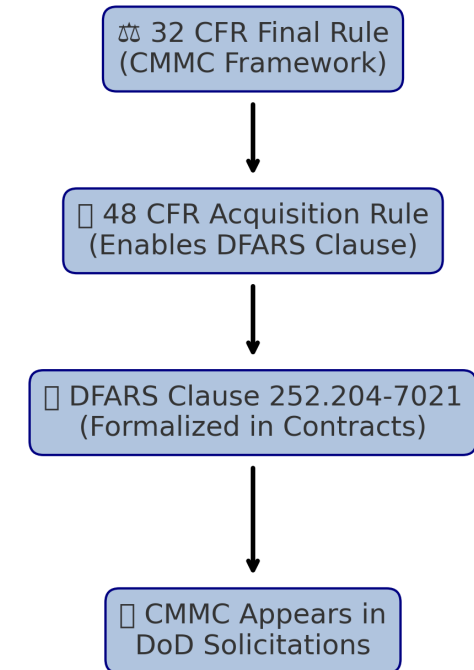 ⚖ 32 CFR Final Rule
(CMMC Framework)
48 CFR Acquisition Rule
(Enables DFARS Clause)
DFARS Clause 252.204-7021
(Formalized in Contracts)
CMMC Appears in
DoD Solicitations